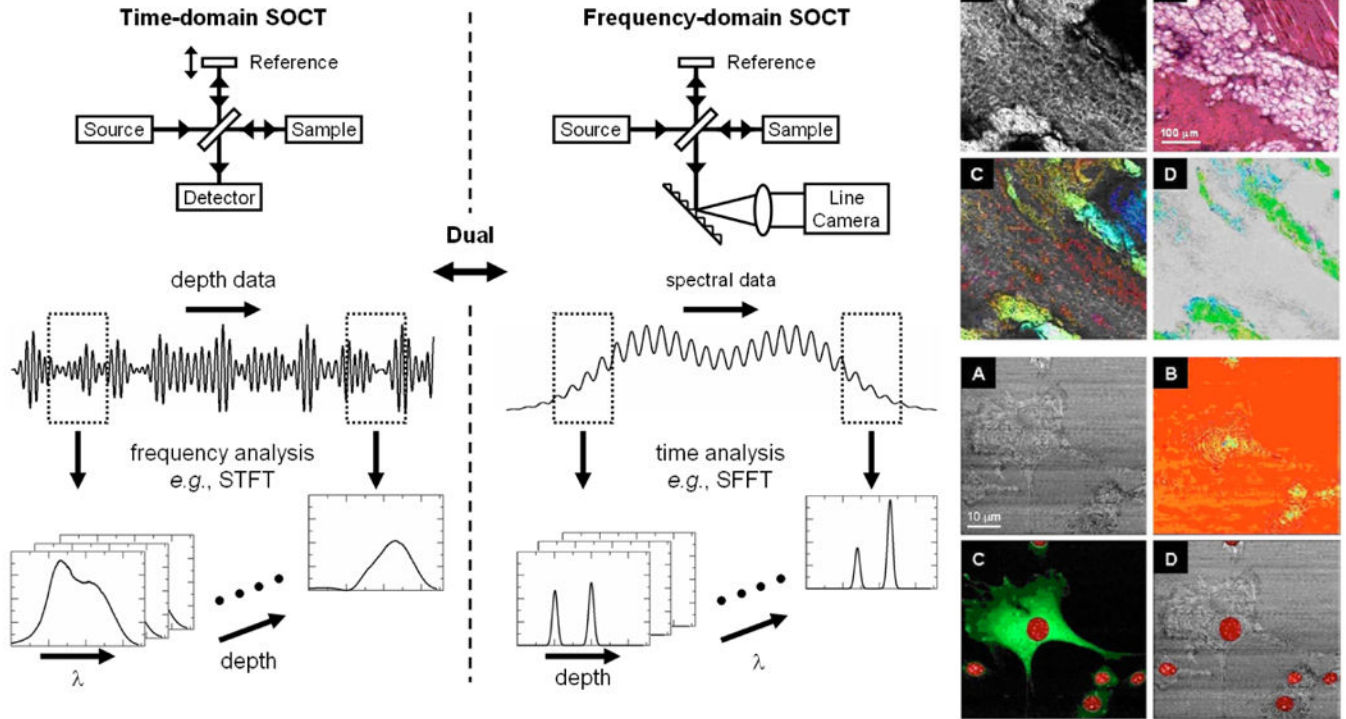 Time-domain SOCT
Reference
Source
Sample
Detector
depth data
frequency analysis
e.g., STFT
λ
depth
Dual
Frequency-domain SOCT
Reference
Source
Sample
Line
Camera
spectral data
time analysis
e.g., SFFT
depth
λ
100 μm
C
D
A
10 μm
B
C
D